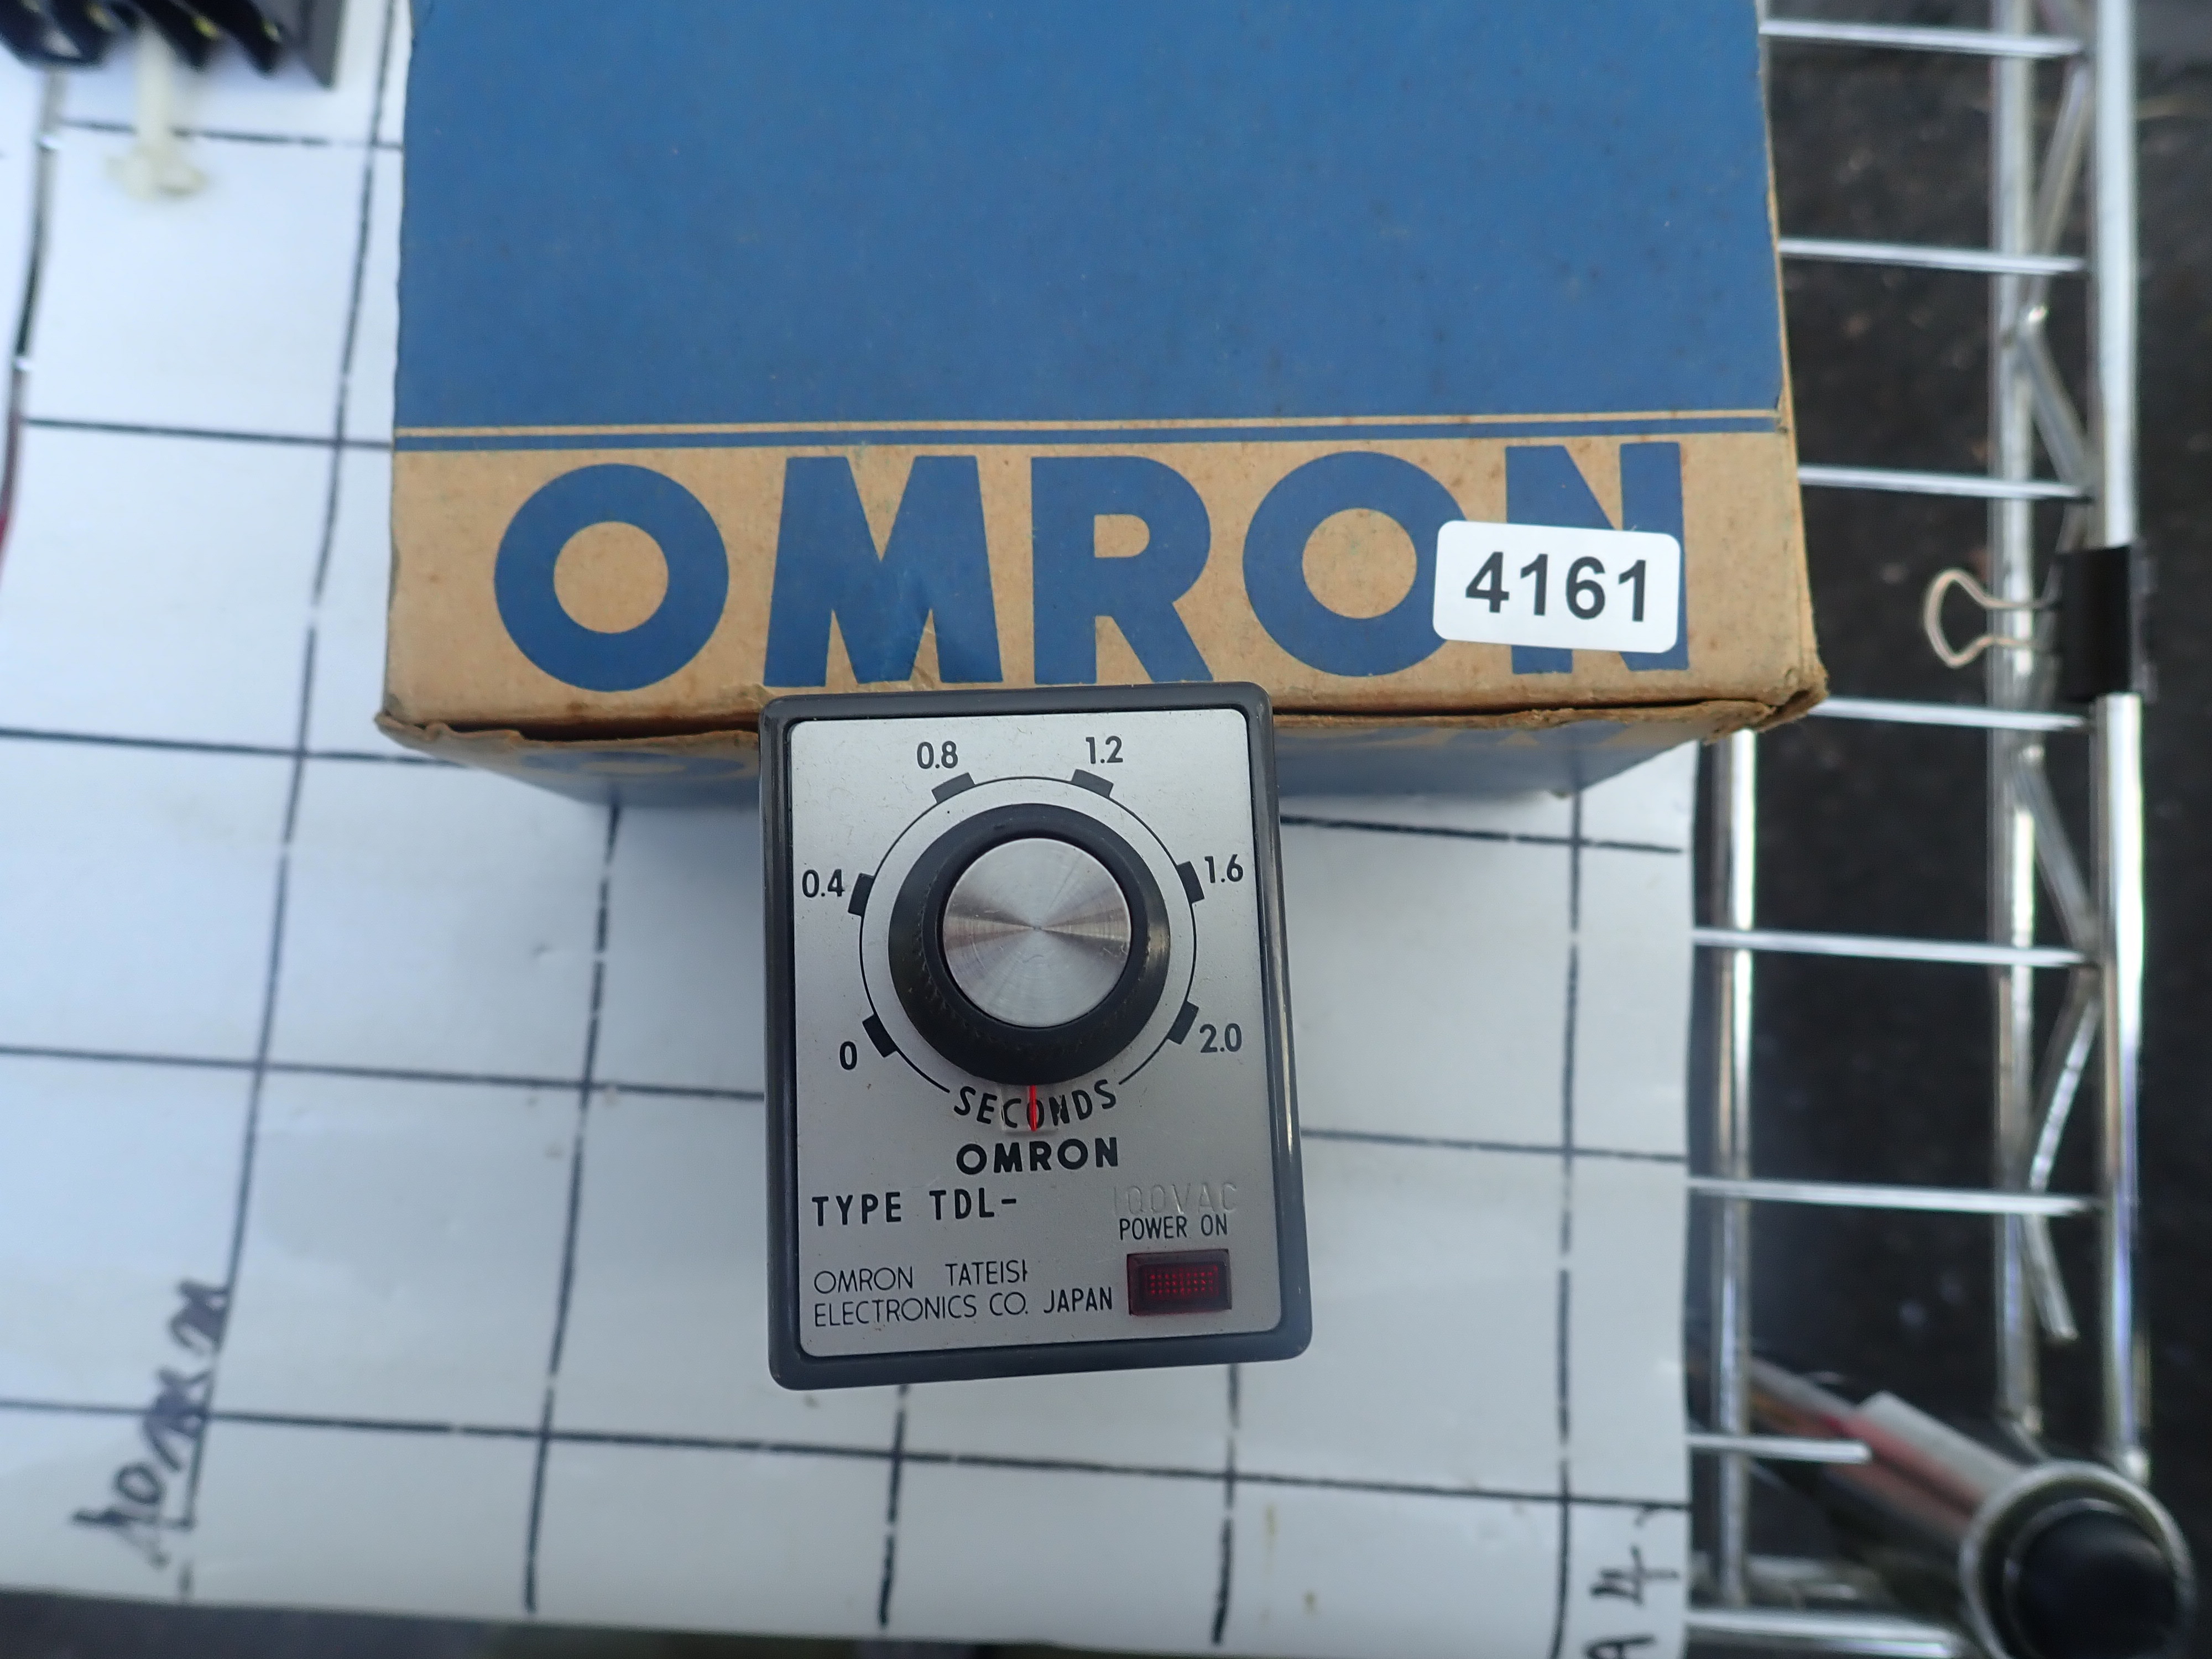 OMRON
4161
0.8 1.2
0.4 1.6
0 2.0
SECONDS
OMRON
TYPE TDL-
100VAC
POWER ON
OMRON TATEISI
ELECTRONICS CO. JAPAN
A4